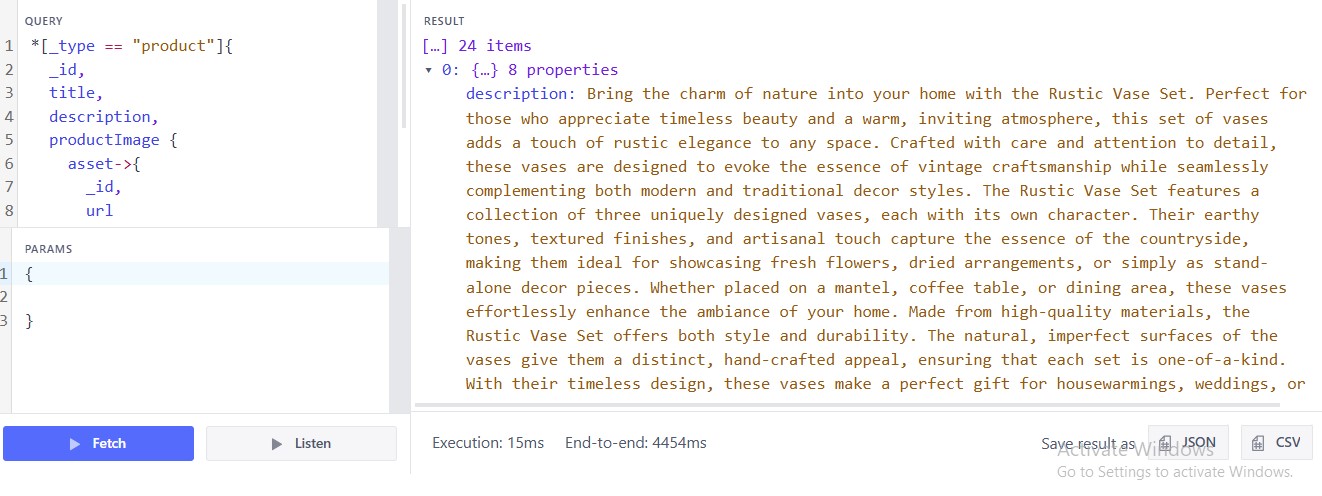 QUERY
1 *[_type == "product"]{
2 _id,
3 title,
4 description,
5 productImage {
6 asset->{
7 _id,
8 url
PARAMS
1 {
2
3 }
Fetch
Listen
RESULT
[…] 24 items
0: {…} 8 properties
description: Bring the charm of nature into your home with the Rustic Vase Set. Perfect for
those who appreciate timeless beauty and a warm, inviting atmosphere, this set of vases
adds a touch of rustic elegance to any space. Crafted with care and attention to detail,
these vases are designed to evoke the essence of vintage craftsmanship while seamlessly
complementing both modern and traditional decor styles. The Rustic Vase Set features a
collection of three uniquely designed vases, each with its own character. Their earthy
tones, textured finishes, and artisanal touch capture the essence of the countryside,
making them ideal for showcasing fresh flowers, dried arrangements, or simply as stand-
alone decor pieces. Whether placed on a mantel, coffee table, or dining area, these vases
effortlessly enhance the ambiance of your home. Made from high-quality materials, the
Rustic Vase Set offers both style and durability. The natural, imperfect surfaces of the
vases give them a distinct, hand-crafted appeal, ensuring that each set is one-of-a-kind.
With their timeless design, these vases make a perfect gift for housewarmings, weddings, or
Execution: 15ms End-to-end: 4454ms
Save result as JSON CSV
Activate Windows
Go to Settings to activate Windows.